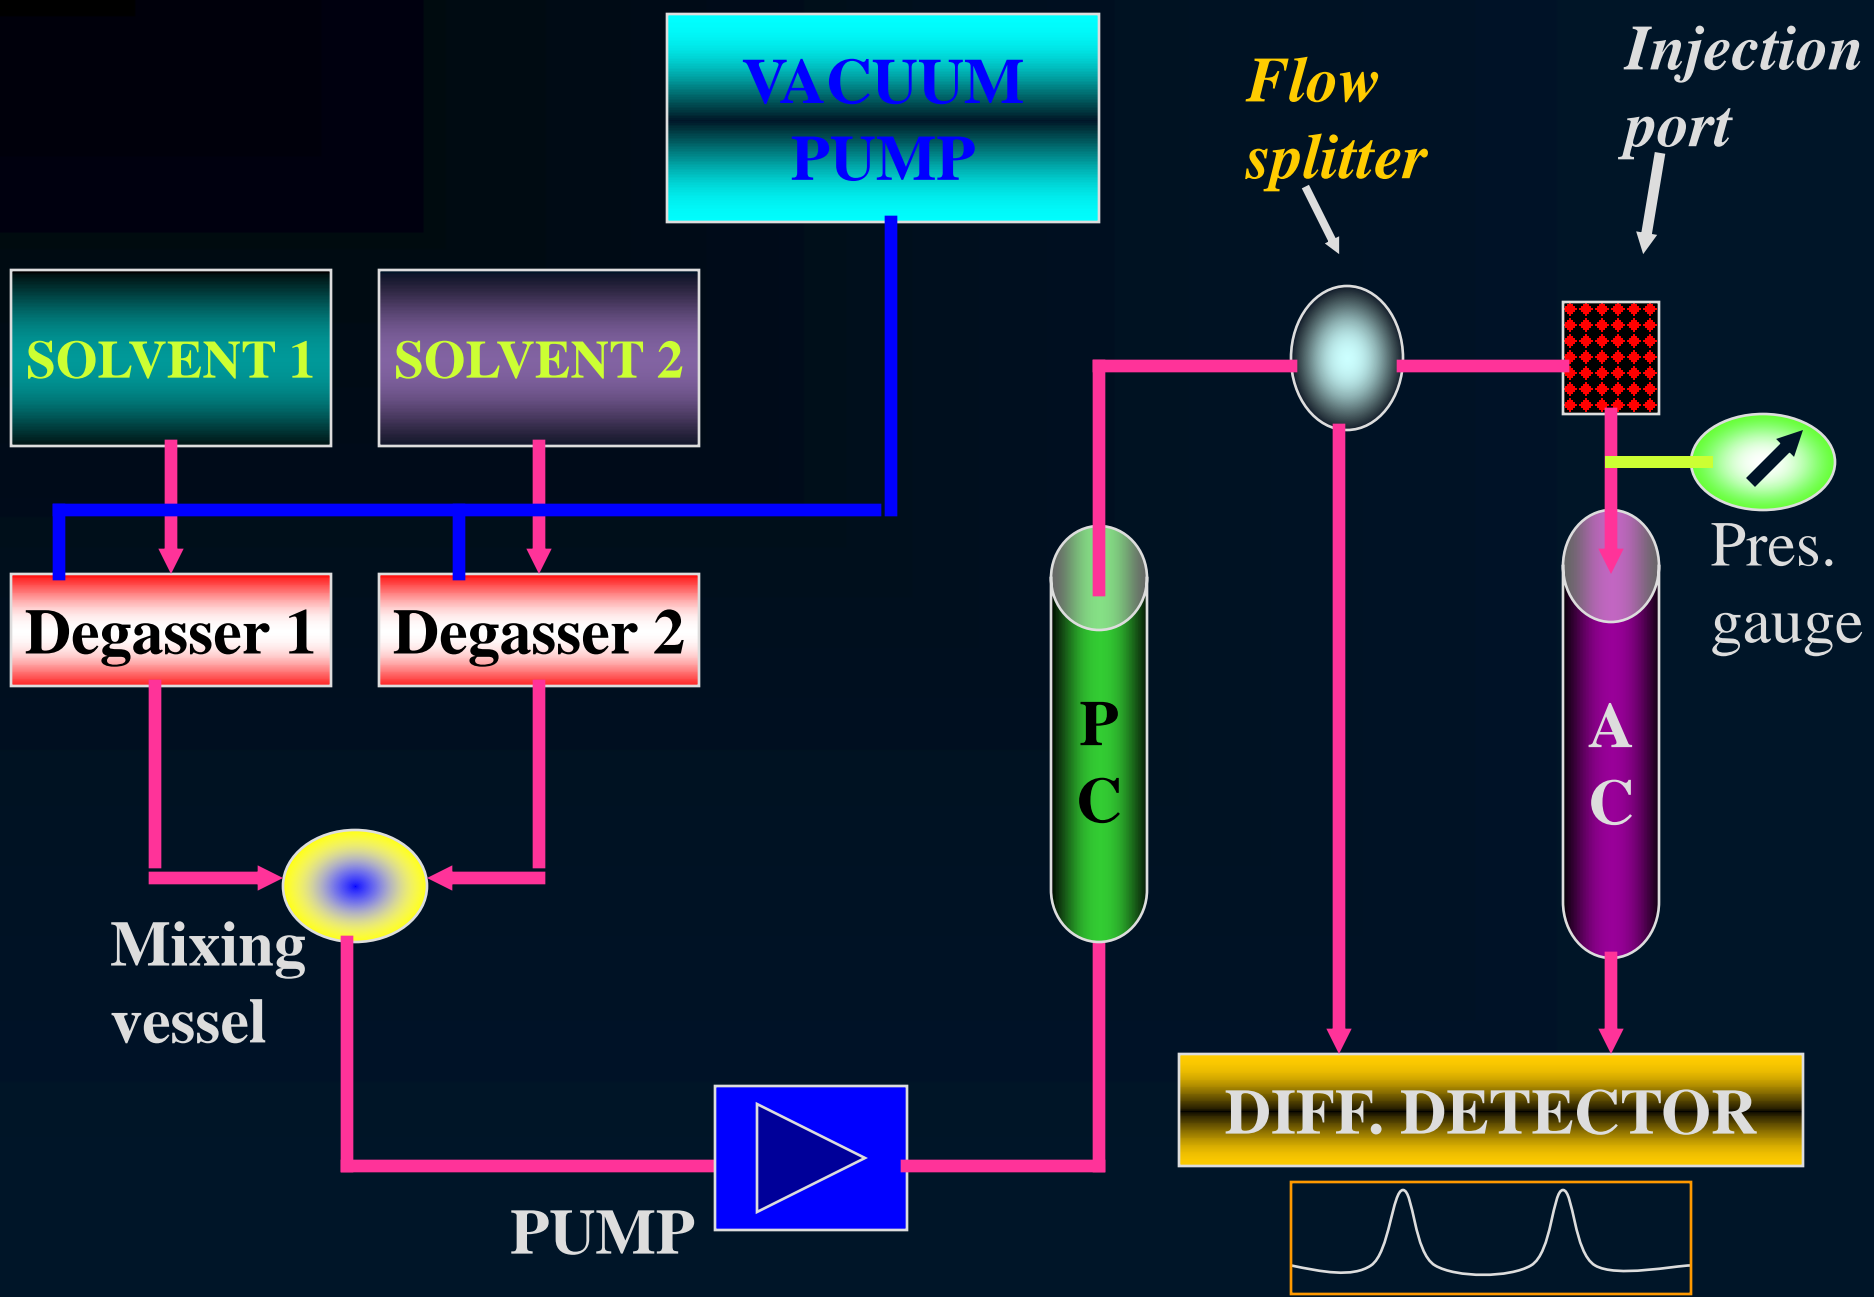 VACUUM
PUMP
Flow
splitter
Injection
port
SOLVENT 1
SOLVENT 2
Pres.
gauge
Degasser 1
Degasser 2
P
C
A
C
Mixing
vessel
DIFF. DETECTOR
PUMP